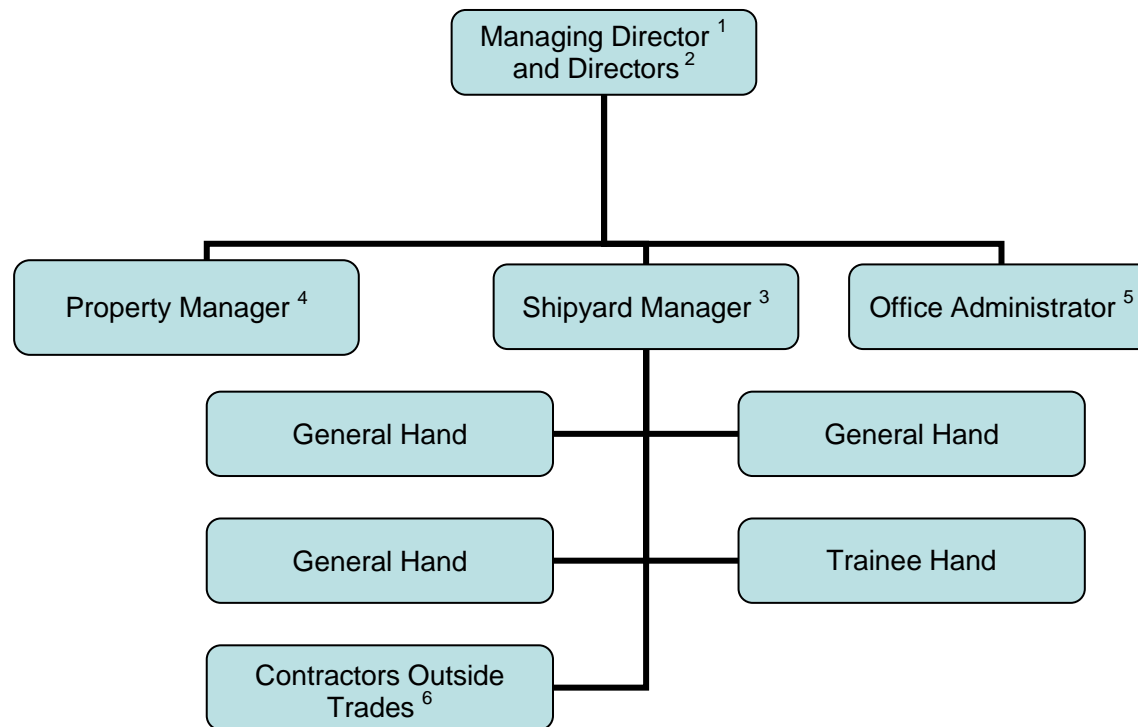 Managing Director 1
and Directors 2
Property Manager 4
Shipyard Manager 3
Office Administrator 5
General Hand
General Hand
General Hand
Trainee Hand
Contractors Outside
Trades 6